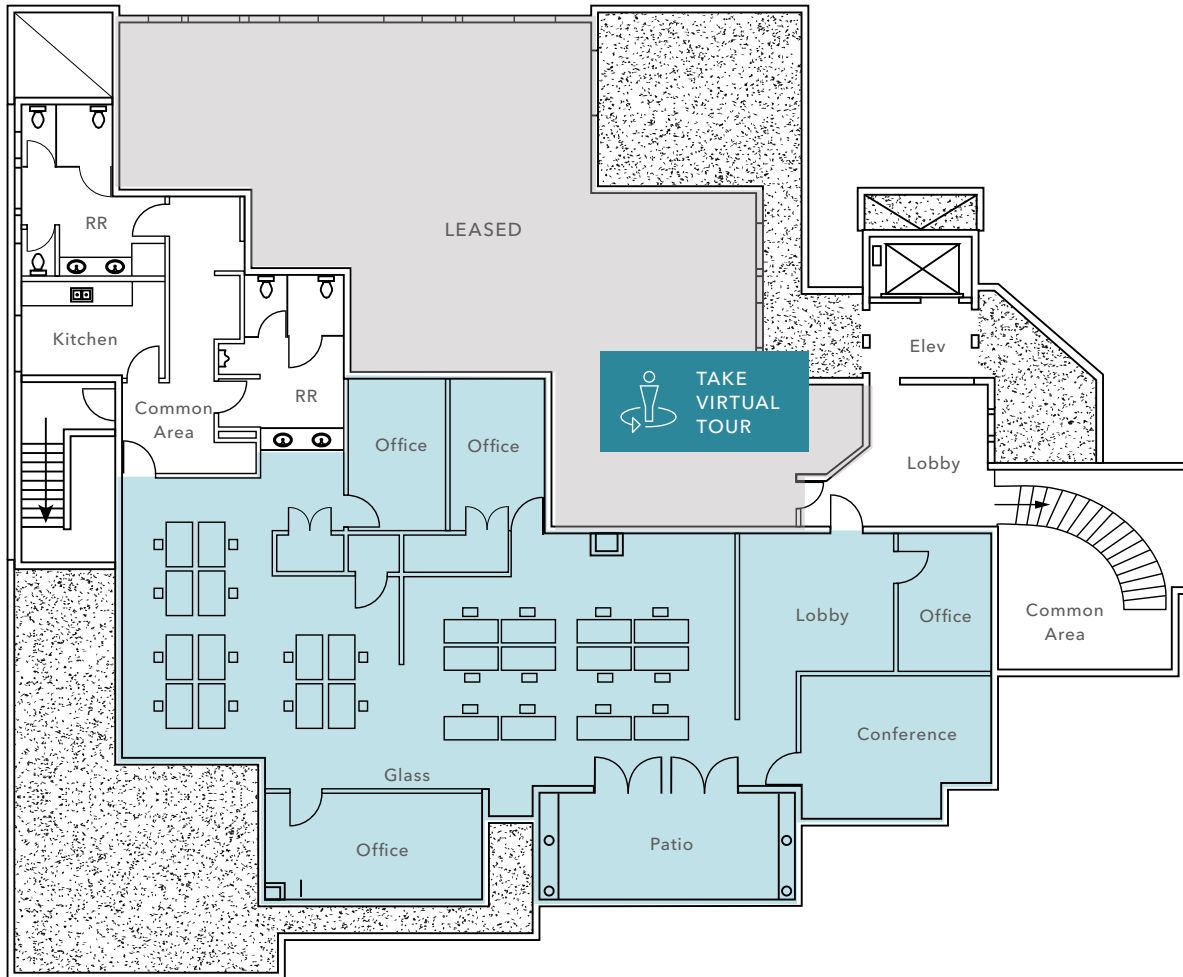 RR
LEASED
Kitchen
Elev
TAKE
VIRTUAL
TOUR
Common
Area
RR
Office
Office
Lobby
Lobby
Office
Common
Area
Conference
Glass
Office
Patio